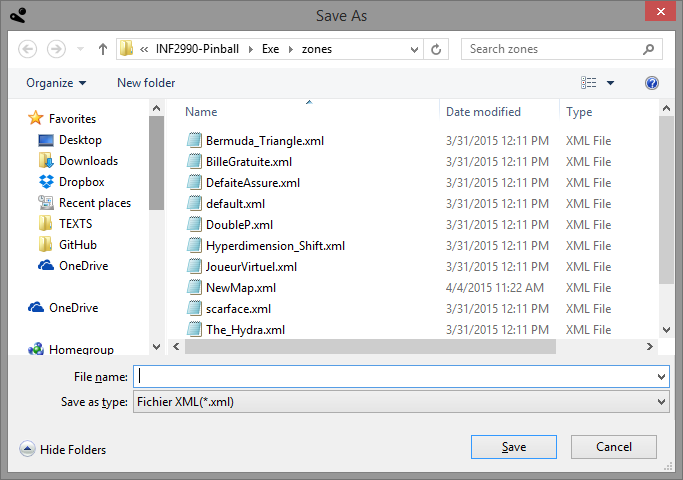 Save As
« INF2990-Pinball Exe zones
Search zones
Organize New folder
Favorites
Desktop
Downloads
Dropbox
Recent places
TEXTS
GitHub
OneDrive
OneDrive
Homegroup
Name Date modified Type
Bermuda_Triangle.xml 3/31/2015 12:11 PM XML File
BilleGratuite.xml 3/31/2015 12:11 PM XML File
DefaiteAssure.xml 3/31/2015 12:11 PM XML File
default.xml 3/31/2015 12:11 PM XML File
DoubleP.xml 3/31/2015 12:11 PM XML File
Hyperdimension_Shift.xml 3/31/2015 12:11 PM XML File
JoueurVirtuel.xml 3/31/2015 12:11 PM XML File
NewMap.xml 4/4/2015 11:22 AM XML File
scarface.xml 3/31/2015 12:11 PM XML File
The_Hydra.xml 3/31/2015 12:11 PM XML File
File name:
Save as type: Fichier XML(*.xml)
Hide Folders
Save
Cancel